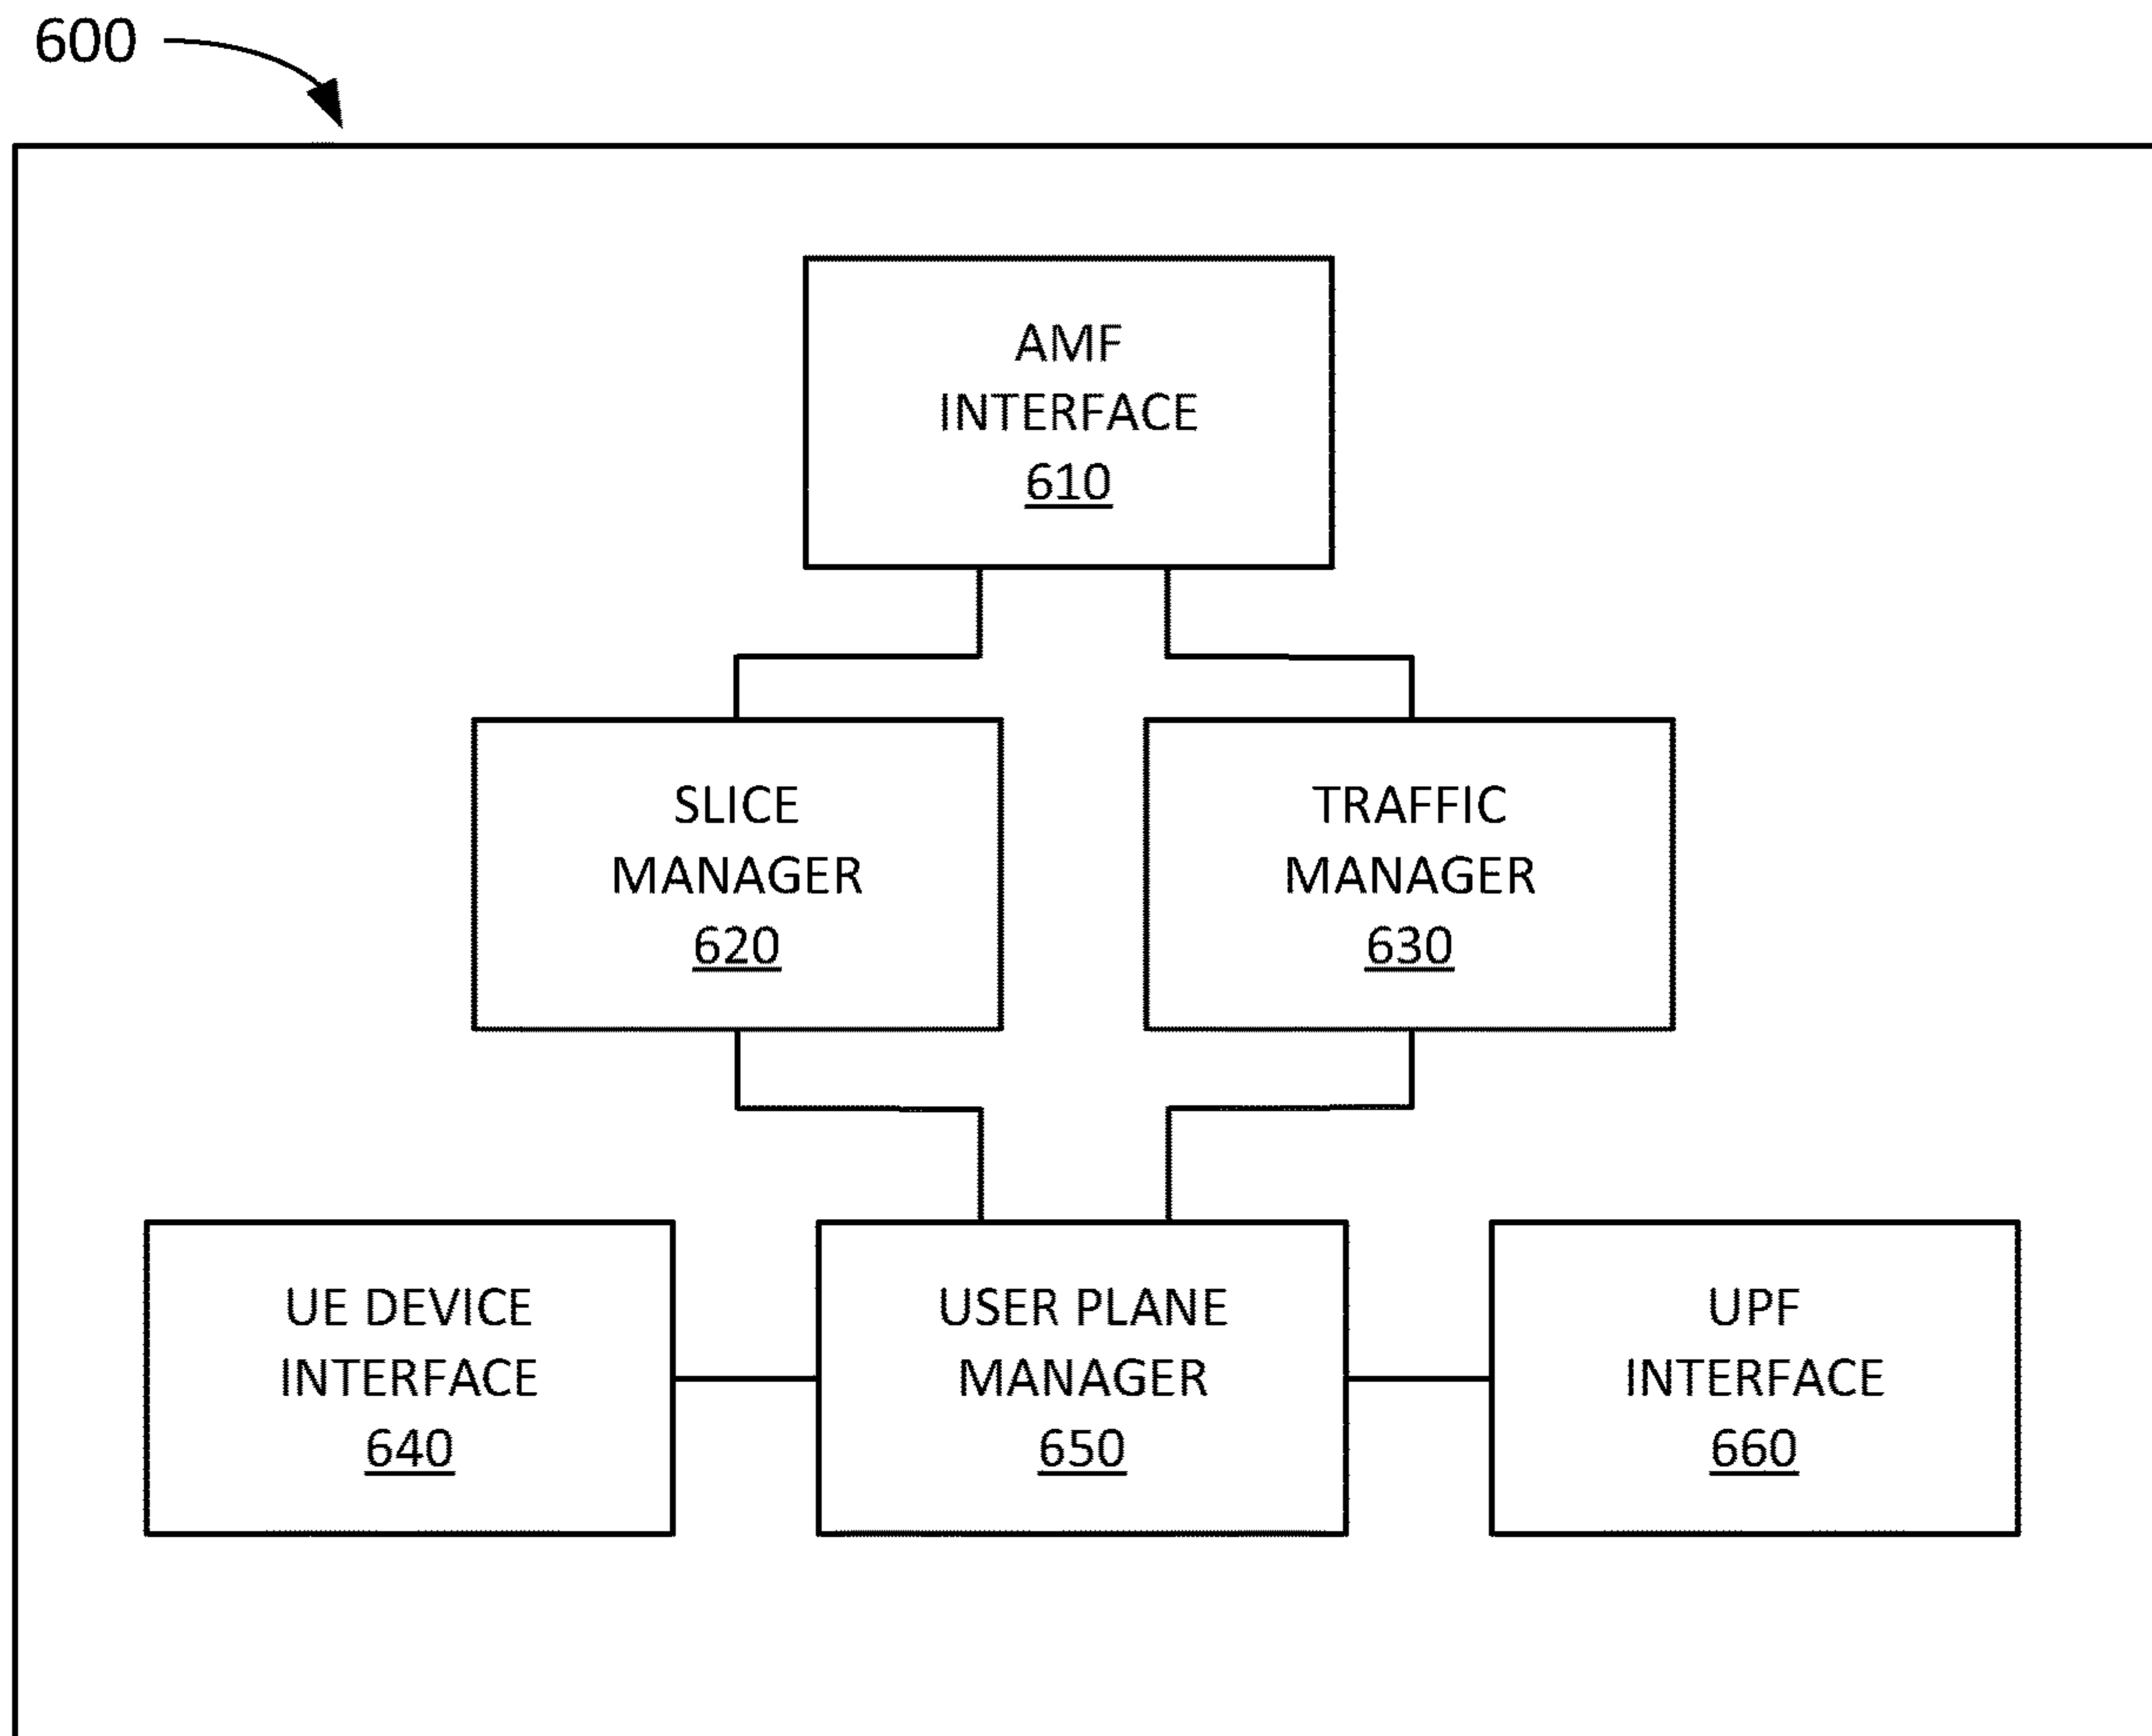 600
AMF
INTERFACE
610
SLICE
MANAGER
620
TRAFFIC
MANAGER
630
UE DEVICE
INTERFACE
640
USER PLANE
MANAGER
650
UPF
INTERFACE
660